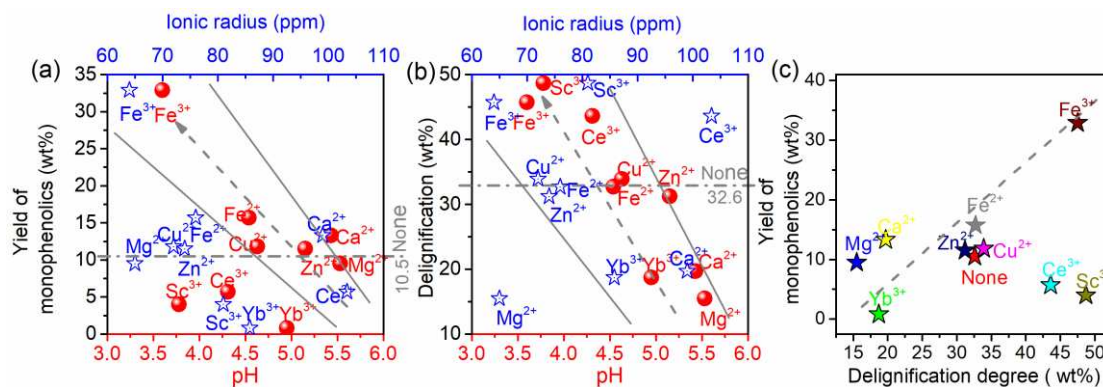 Ionic radius (ppm)
60 70 80 90 100 110
(a)
35
30
25
20
15
10
5
0
Yield of
monophenolics (wt%)
Fe³⁺
Fe³⁺
Fe²⁺
Cu²⁺
Fe²⁺
Mg²⁺
Zn²⁺
Cu²⁺
Zn²⁺
Ca²⁺
Ca²⁺
Mg²⁺
Ce³⁺
Ce³⁺
Sc³⁺
Sc³⁺
Yb³⁺
Yb³⁺
10.5 None
3.0 3.5 4.0 4.5 5.0 5.5 6.0
pH
Ionic radius (ppm)
60 70 80 90 100 110
(b)
50
40
30
20
10
Delignification (wt%)
Sc³⁺
Sc³⁺
Fe³⁺
Fe³⁺
Ce³⁺
Ce³⁺
Cu²⁺
Cu²⁺
Zn²⁺
None
32.6
Fe²⁺
Fe²⁺
Zn²⁺
Yb³⁺
Yb³⁺
Ca²⁺
Ca²⁺
Mg²⁺
Mg²⁺
3.0 3.5 4.0 4.5 5.0 5.5 6.0
pH
(c)
40
30
20
10
0
Yield of
monophenolics (wt%)
Fe³⁺
Fe²⁺
Ca²⁺
Mg²⁺
Zn²⁺
Cu²⁺
None
Ce³⁺
Sc³⁺
Yb³⁺
15 20 25 30 35 40 45 50
Delignification degree ( wt%)